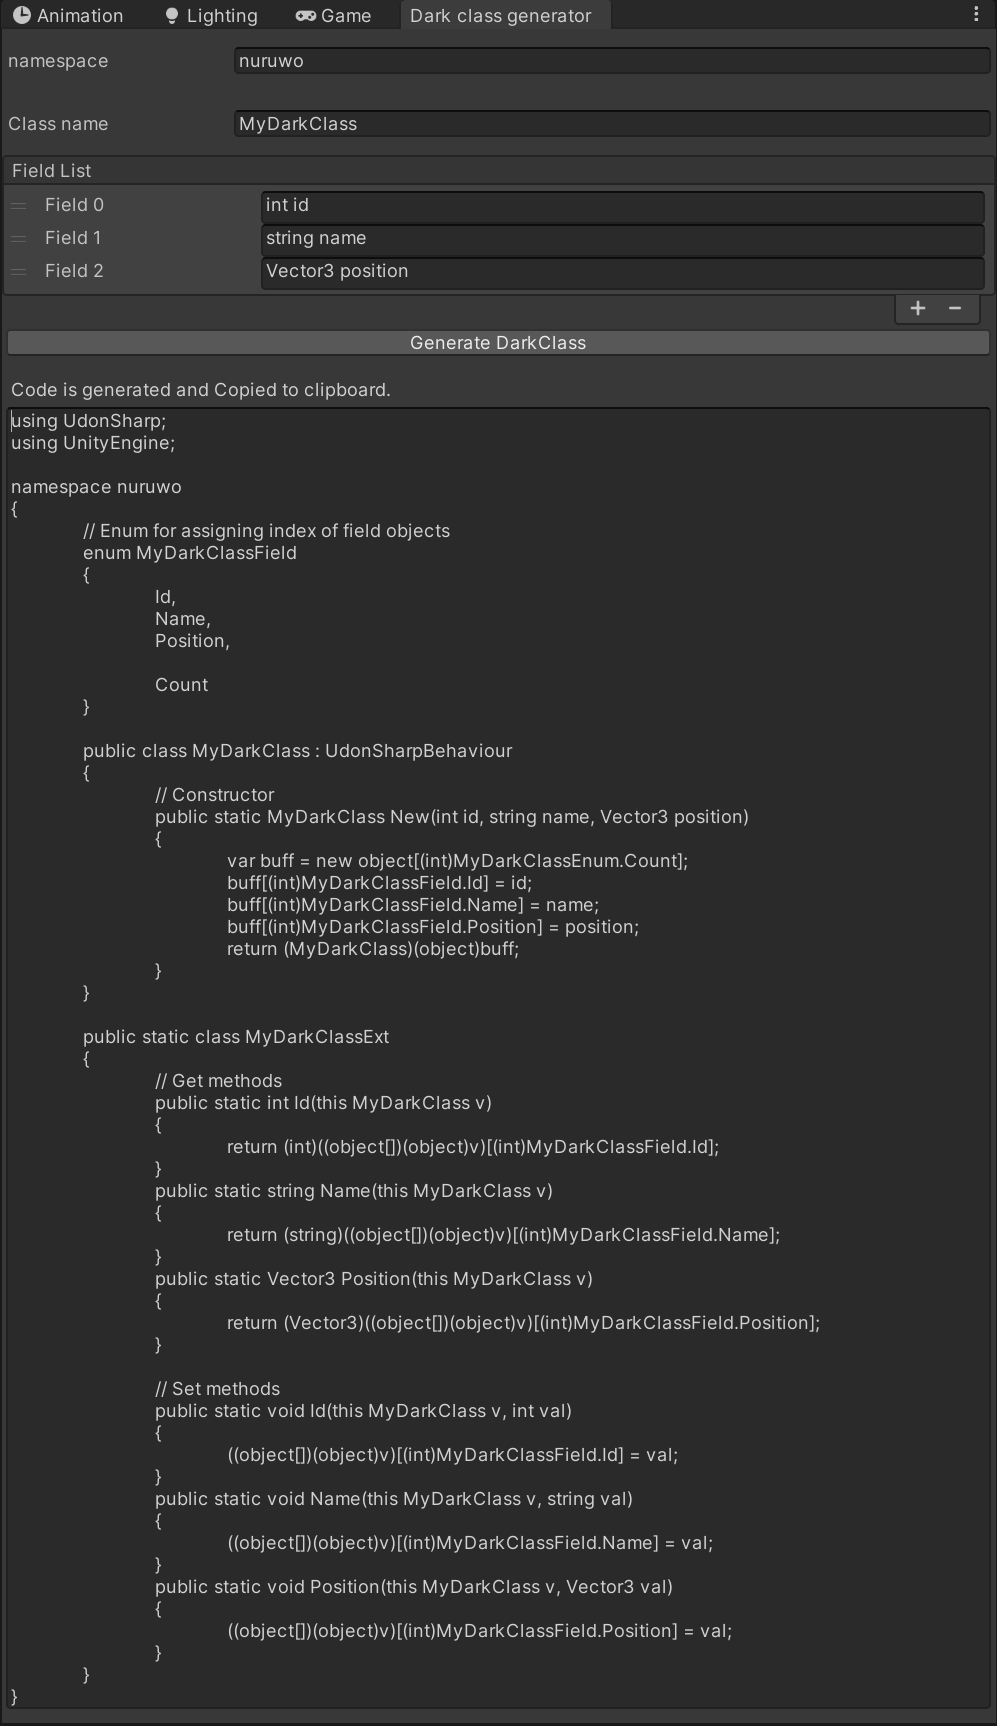 Animation Lighting Game Dark class generator
namespace nuruwo
Class name MyDarkClass
Field List
Field 0 int id
Field 1 string name
Field 2 Vector3 position
Generate DarkClass
Code is generated and Copied to clipboard.
using UdonSharp;
using UnityEngine;
namespace nuruwo
{
// Enum for assigning index of field objects
enum MyDarkClassField
{
Id,
Name,
Position,
Count
}
public class MyDarkClass : UdonSharpBehaviour
{
// Constructor
public static MyDarkClass New(int id, string name, Vector3 position)
{
var buff = new object[(int)MyDarkClassEnum.Count];
buff[(int)MyDarkClassField.Id] = id;
buff[(int)MyDarkClassField.Name] = name;
buff[(int)MyDarkClassField.Position] = position;
return (MyDarkClass)(object)buff;
}
}
public static class MyDarkClassExt
{
// Get methods
public static int Id(this MyDarkClass v)
{
return (int)((object[])(object)v)[(int)MyDarkClassField.Id];
}
public static string Name(this MyDarkClass v)
{
return (string)((object[])(object)v)[(int)MyDarkClassField.Name];
}
public static Vector3 Position(this MyDarkClass v)
{
return (Vector3)((object[])(object)v)[(int)MyDarkClassField.Position];
}
// Set methods
public static void Id(this MyDarkClass v, int val)
{
((object[])(object)v)[(int)MyDarkClassField.Id] = val;
}
public static void Name(this MyDarkClass v, string val)
{
((object[])(object)v)[(int)MyDarkClassField.Name] = val;
}
public static void Position(this MyDarkClass v, Vector3 val)
{
((object[])(object)v)[(int)MyDarkClassField.Position] = val;
}
}
}